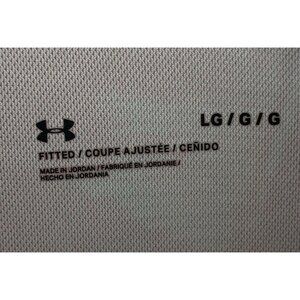 LG / G / G
FITTED / COUPE AJUSTÉE / CEÑIDO
MADE IN JORDAN / FABRIQUÉ EN JORDANIE /
HECHO EN JORDANIA